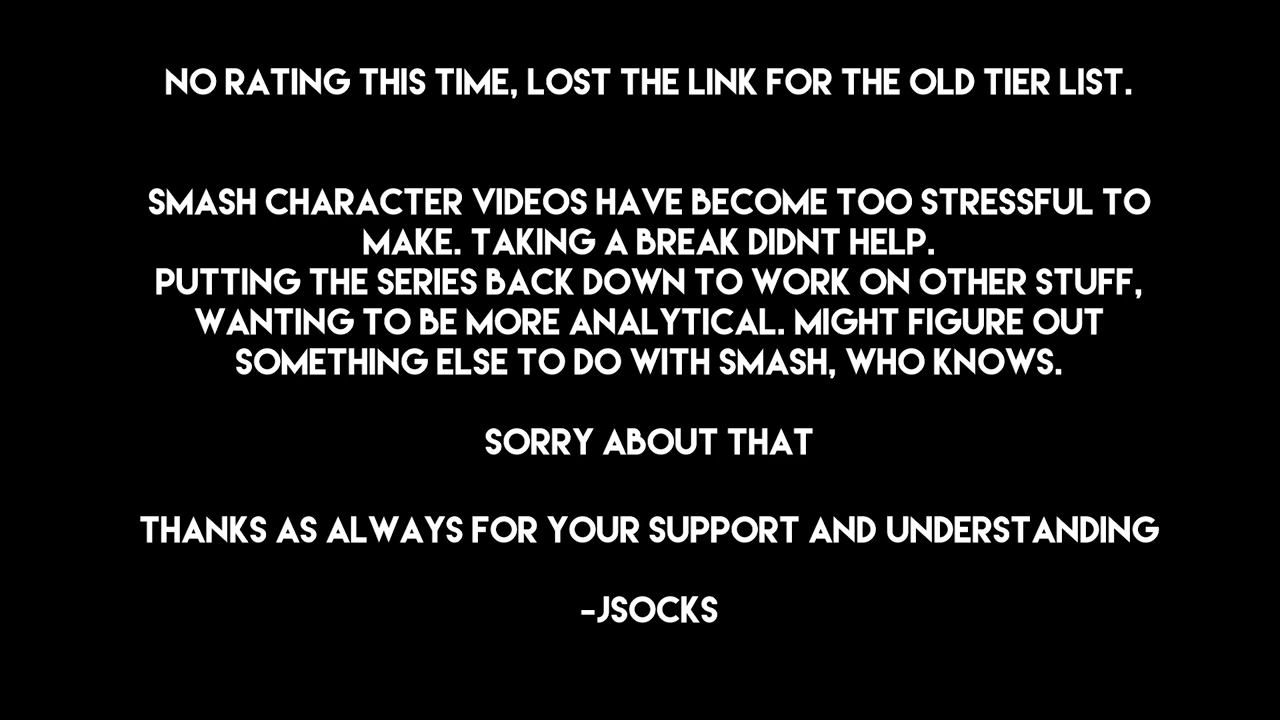 NO RATING THIS TIME, LOST THE LINK FOR THE OLD TIER LIST.
SMASH CHARACTER VIDEOS HAVE BECOME TOO STRESSFUL TO
MAKE. TAKING A BREAK DIDNT HELP.
PUTTING THE SERIES BACK DOWN TO WORK ON OTHER STUFF,
WANTING TO BE MORE ANALYTICAL. MIGHT FIGURE OUT
SOMETHING ELSE TO DO WITH SMASH, WHO KNOWS.
SORRY ABOUT THAT
THANKS AS ALWAYS FOR YOUR SUPPORT AND UNDERSTANDING
-JSOCKS